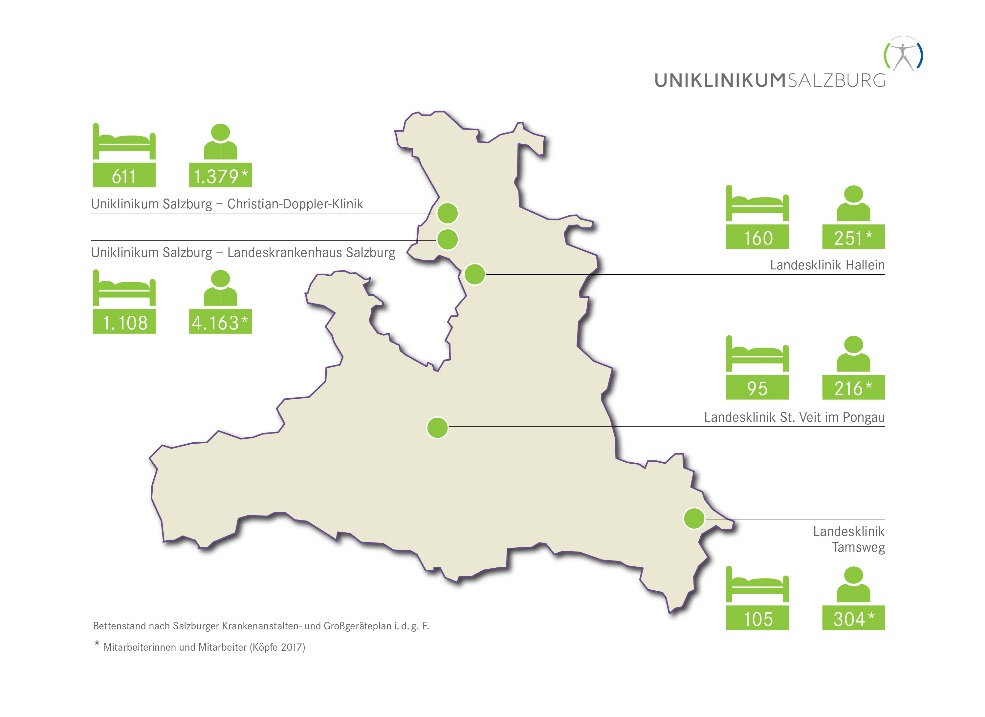 UNIKLINIKUMSALZBURG
611
1.379*
Uniklinikum Salzburg – Christian-Doppler-Klinik
Uniklinikum Salzburg – Landeskrankenhaus Salzburg
1.108
4.163*
160
251*
Landesklinik Hallein
95
216*
Landesklinik St. Veit im Pongau
Landesklinik
Tamsweg
105
304*
Bettenstand nach Salzburger Krankenanstalten- und Großgeräteplan i. d. g. F.
* Mitarbeiterinnen und Mitarbeiter (Köpfe 2017)